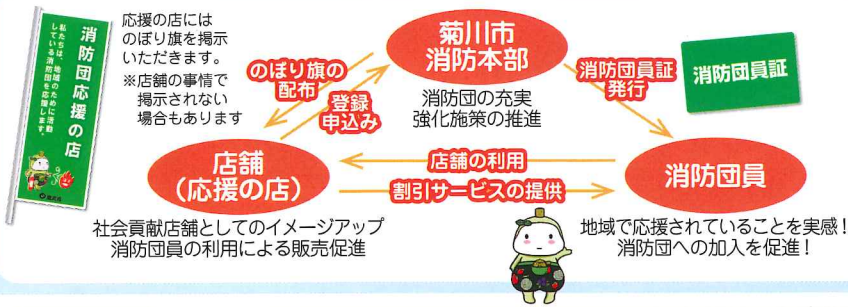 消防団応援の店
私たちは、地域のために活動
している消防団を応援します。
応援の店には
のぼり旗を掲示
いただきます。
※店舗の事情で
掲示されない
場合もあります
菊川市
消防本部
消防団の充実
強化施策の推進
のぼり旗の
配布
登録
申込み
消防団員証
発行
消防団員証
店舗
(応援の店)
店舗の利用
割引サービスの提供
消防団員
社会貢献店舗としてのイメージアップ
消防団員の利用による販売促進
地域で応援されていることを実感!
消防団への加入を促進!